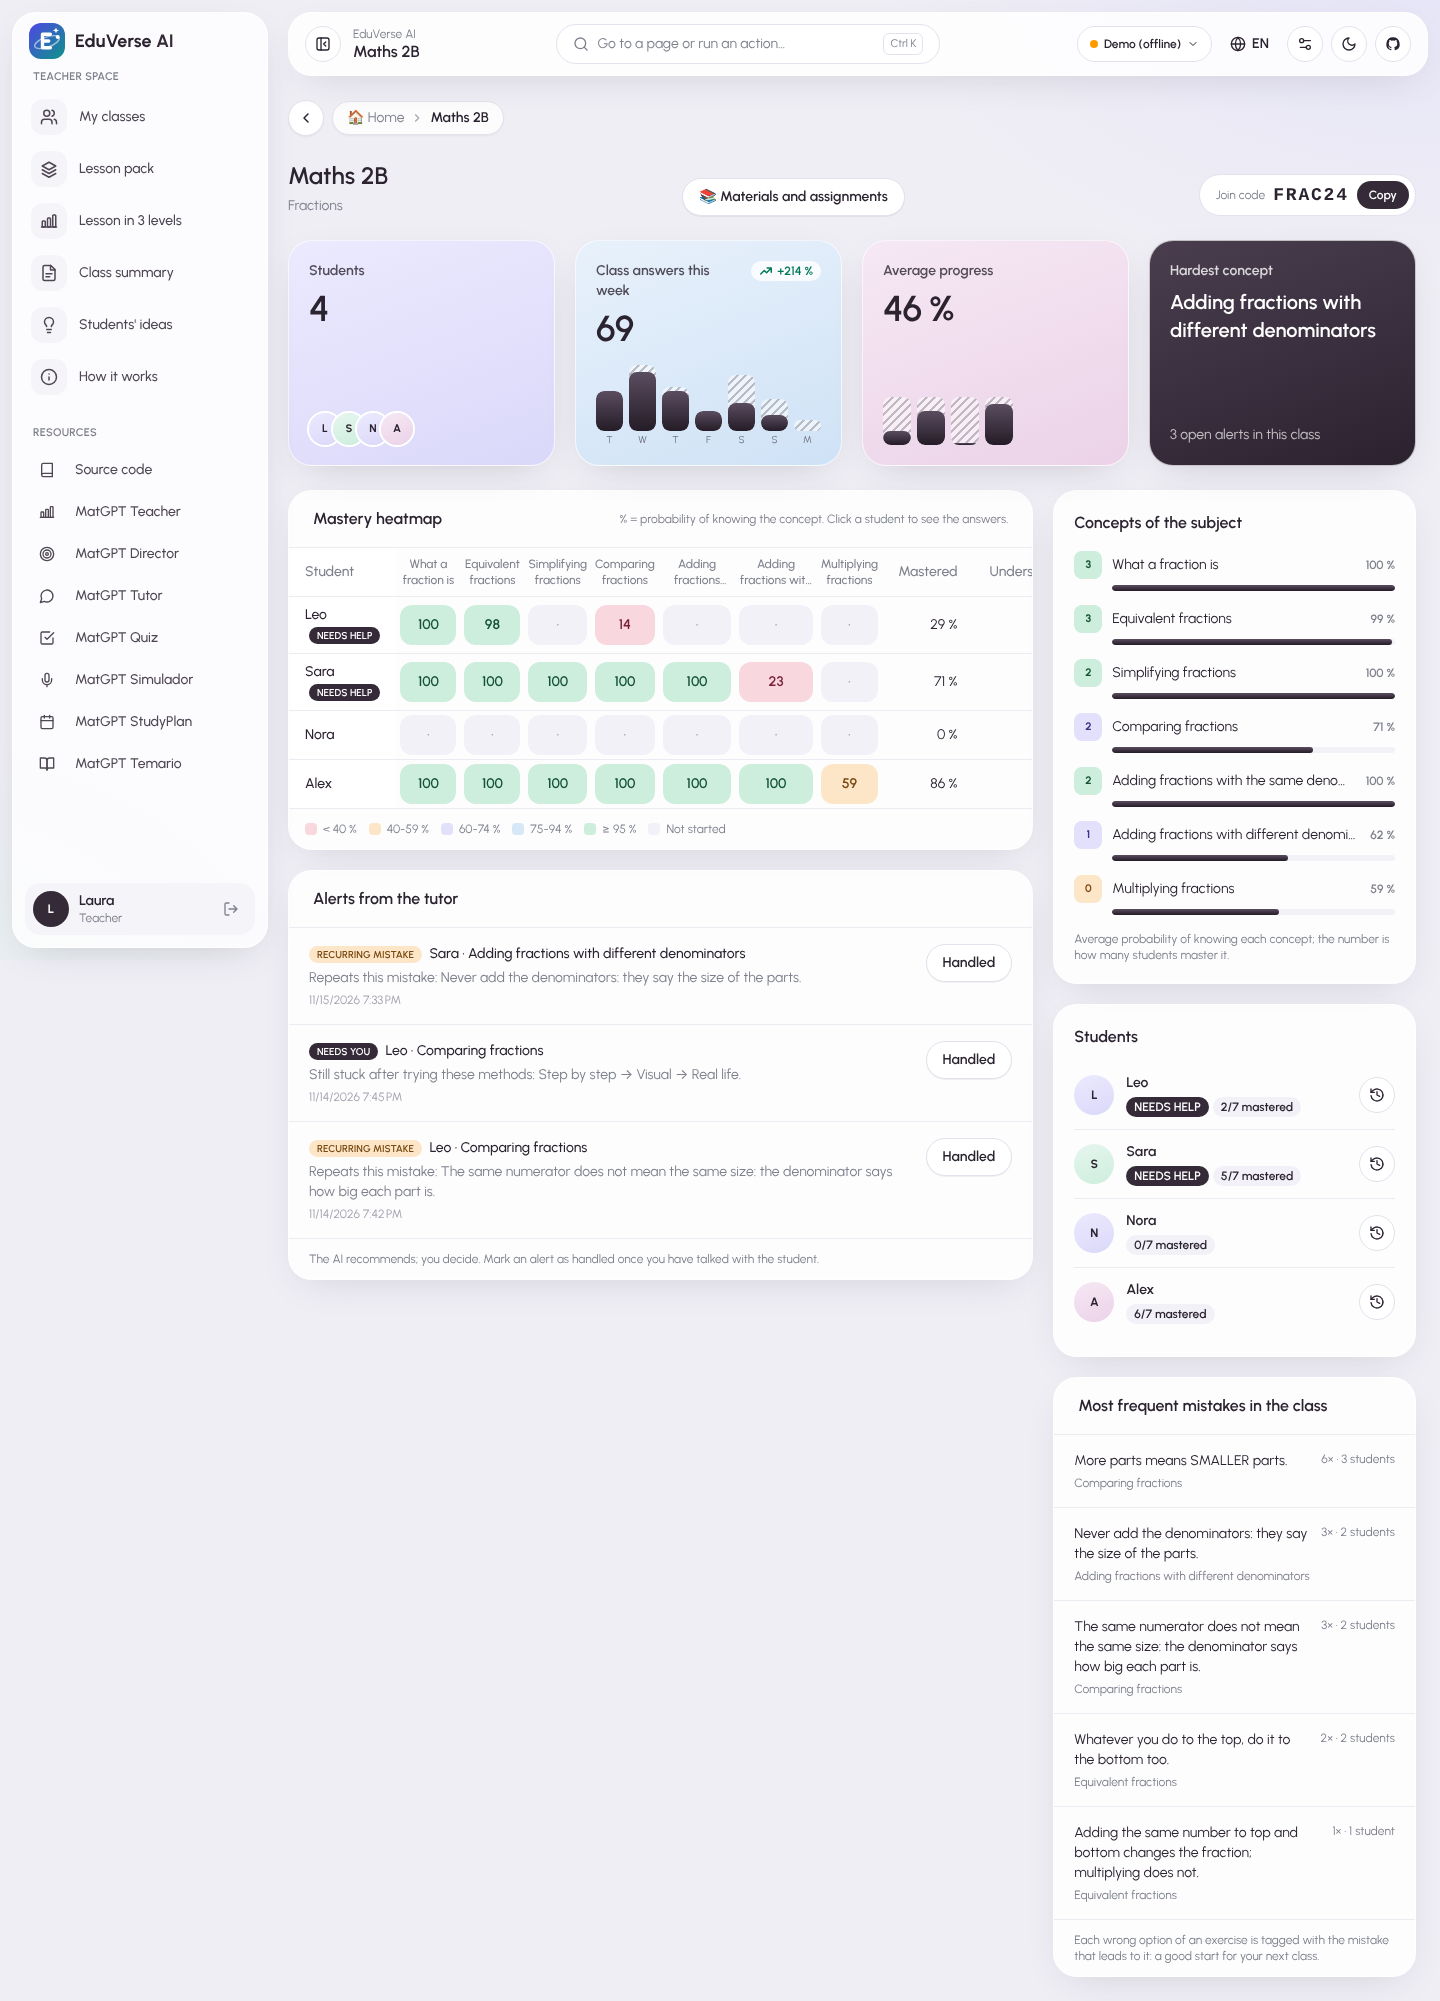 EduVerse AI
TEACHER SPACE
My classes
Lesson pack
Lesson in 3 levels
Class summary
Students' ideas
How it works
RESOURCES
Source code
MatGPT Teacher
MatGPT Director
MatGPT Tutor
MatGPT Quiz
MatGPT Simulador
MatGPT StudyPlan
MatGPT Temario
L
Laura
Teacher
EduVerse AI
Maths 2B
Go to a page or run an action...
Ctrl K
Demo (offline)
EN
Home
Maths 2B
Maths 2B
Fractions
Materials and assignments
Join code FRAC24 Copy
Students
4
L S N A
Class answers this
week
+214 %
69
T W T F S S M
Average progress
46 %
Hardest concept
Adding fractions with
different denominators
3 open alerts in this class
Mastery heatmap
% = probability of knowing the concept. Click a student to see the answers.
Student What a fraction is Equivalent fractions Simplifying fractions Comparing fractions Adding fractions... Adding fractions wit... Multiplying fractions Mastered Unders
Leo NEEDS HELP 100 98 · 14 · · · 29 %
Sara NEEDS HELP 100 100 100 100 100 23 · 71 %
Nora · · · · · · · 0 %
Alex 100 100 100 100 100 100 59 86 %
< 40 % 40-59 % 60-74 % 75-94 % ≥ 95 % Not started
Alerts from the tutor
RECURRING MISTAKE Sara · Adding fractions with different denominators
Repeats this mistake: Never add the denominators: they say the size of the parts.
11/15/2026 7:33 PM
Handled
NEEDS YOU Leo · Comparing fractions
Still stuck after trying these methods: Step by step → Visual → Real life.
11/14/2026 7:45 PM
Handled
RECURRING MISTAKE Leo · Comparing fractions
Repeats this mistake: The same numerator does not mean the same size: the denominator says
how big each part is.
11/14/2026 7:42 PM
Handled
The AI recommends; you decide. Mark an alert as handled once you have talked with the student.
Concepts of the subject
3 What a fraction is 100 %
3 Equivalent fractions 99 %
2 Simplifying fractions 100 %
2 Comparing fractions 71 %
2 Adding fractions with the same deno... 100 %
1 Adding fractions with different denomi... 62 %
0 Multiplying fractions 59 %
Average probability of knowing each concept; the number is
how many students master it.
Students
L Leo
NEEDS HELP 2/7 mastered
S Sara
NEEDS HELP 5/7 mastered
N Nora
0/7 mastered
A Alex
6/7 mastered
Most frequent mistakes in the class
More parts means SMALLER parts. 6× · 3 students
Comparing fractions
Never add the denominators: they say 3× · 2 students
the size of the parts.
Adding fractions with different denominators
The same numerator does not mean 3× · 2 students
the same size: the denominator says
how big each part is.
Comparing fractions
Whatever you do to the top, do it to 2× · 2 students
the bottom too.
Equivalent fractions
Adding the same number to top and 1× · 1 student
bottom changes the fraction;
multiplying does not.
Equivalent fractions
Each wrong option of an exercise is tagged with the mistake
that leads to it: a good start for your next class.